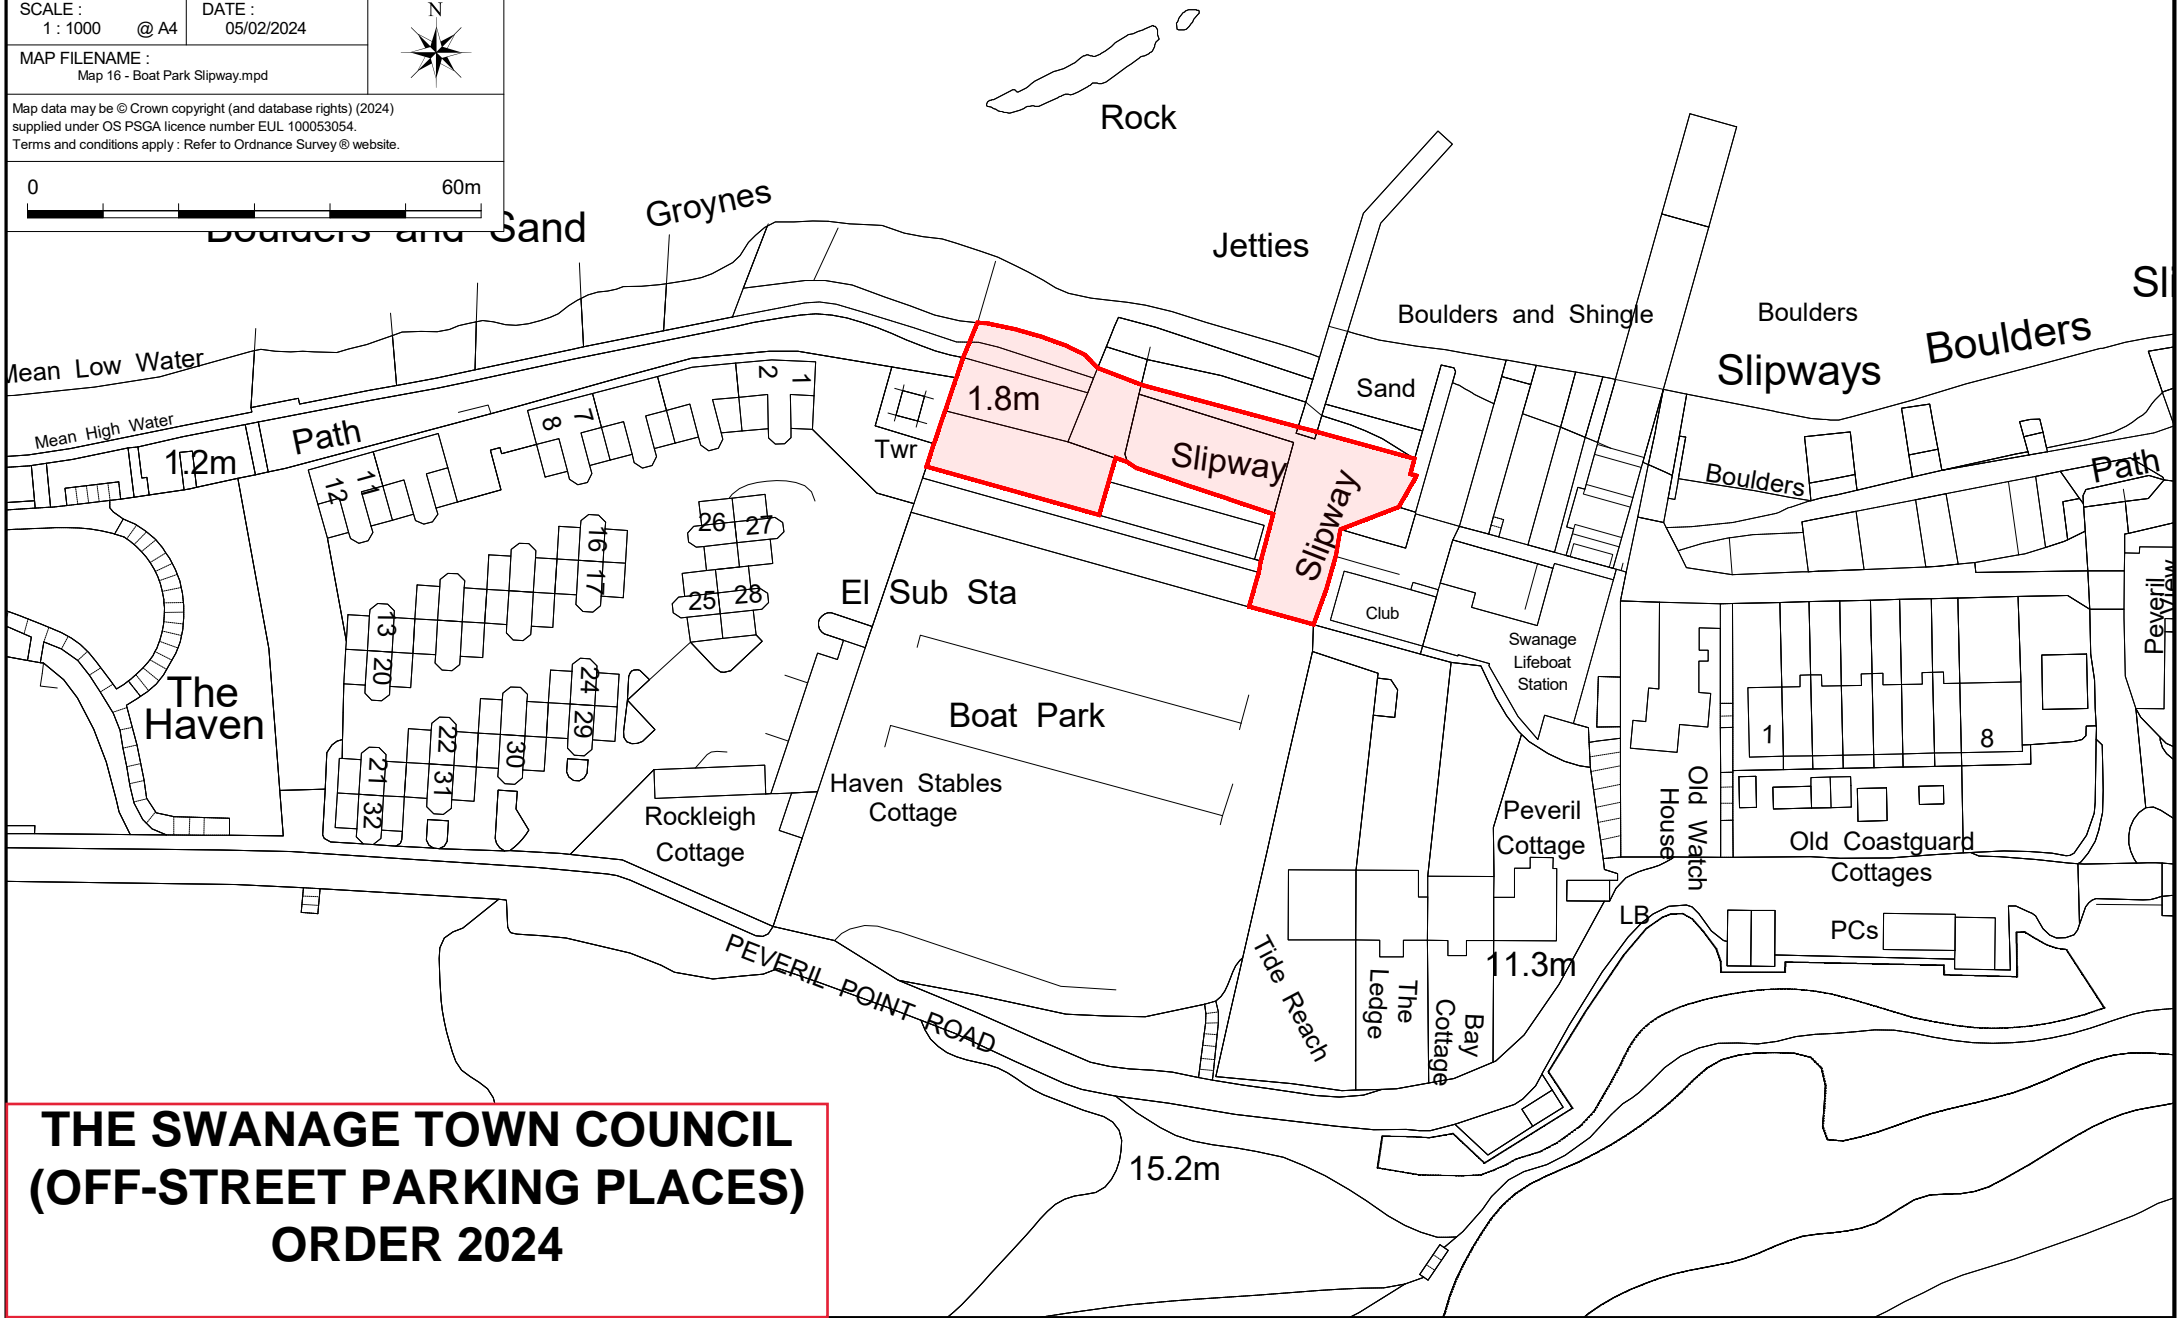 SCALE :
1 : 1000 @ A4
DATE :
05/02/2024
N
MAP FILENAME :
Map 16 - Boat Park Slipway.mpd
Map data may be © Crown copyright (and database rights) (2024)
supplied under OS PSGA licence number EUL 100053054.
Terms and conditions apply : Refer to Ordnance Survey ® website.
0 60m
Boulders and Sand
Groynes
Rock
Jetties
Boulders and Shingle
Boulders
Slipways
Boulders
Mean Low Water
Mean High Water
1.2m
Path
2
1
8
7
12
11
Twr
1.8m
Slipway
Slipway
Sand
Boulders
Path
26
27
25
28
16
17
13
20
El Sub Sta
Club
Swanage
Lifeboat
Station
Peveril
View
The
Haven
24
29
22
31
30
21
32
Boat Park
Haven Stables
Cottage
Rockleigh
Cottage
Peveril
Cottage
Old Watch
House
1
8
Old Coastguard
Cottages
LB
PCs
11.3m
Tide Reach
The
Ledge
Bay
Cottage
PEVERIL POINT ROAD
15.2m
THE SWANAGE TOWN COUNCIL
(OFF-STREET PARKING PLACES)
ORDER 2024